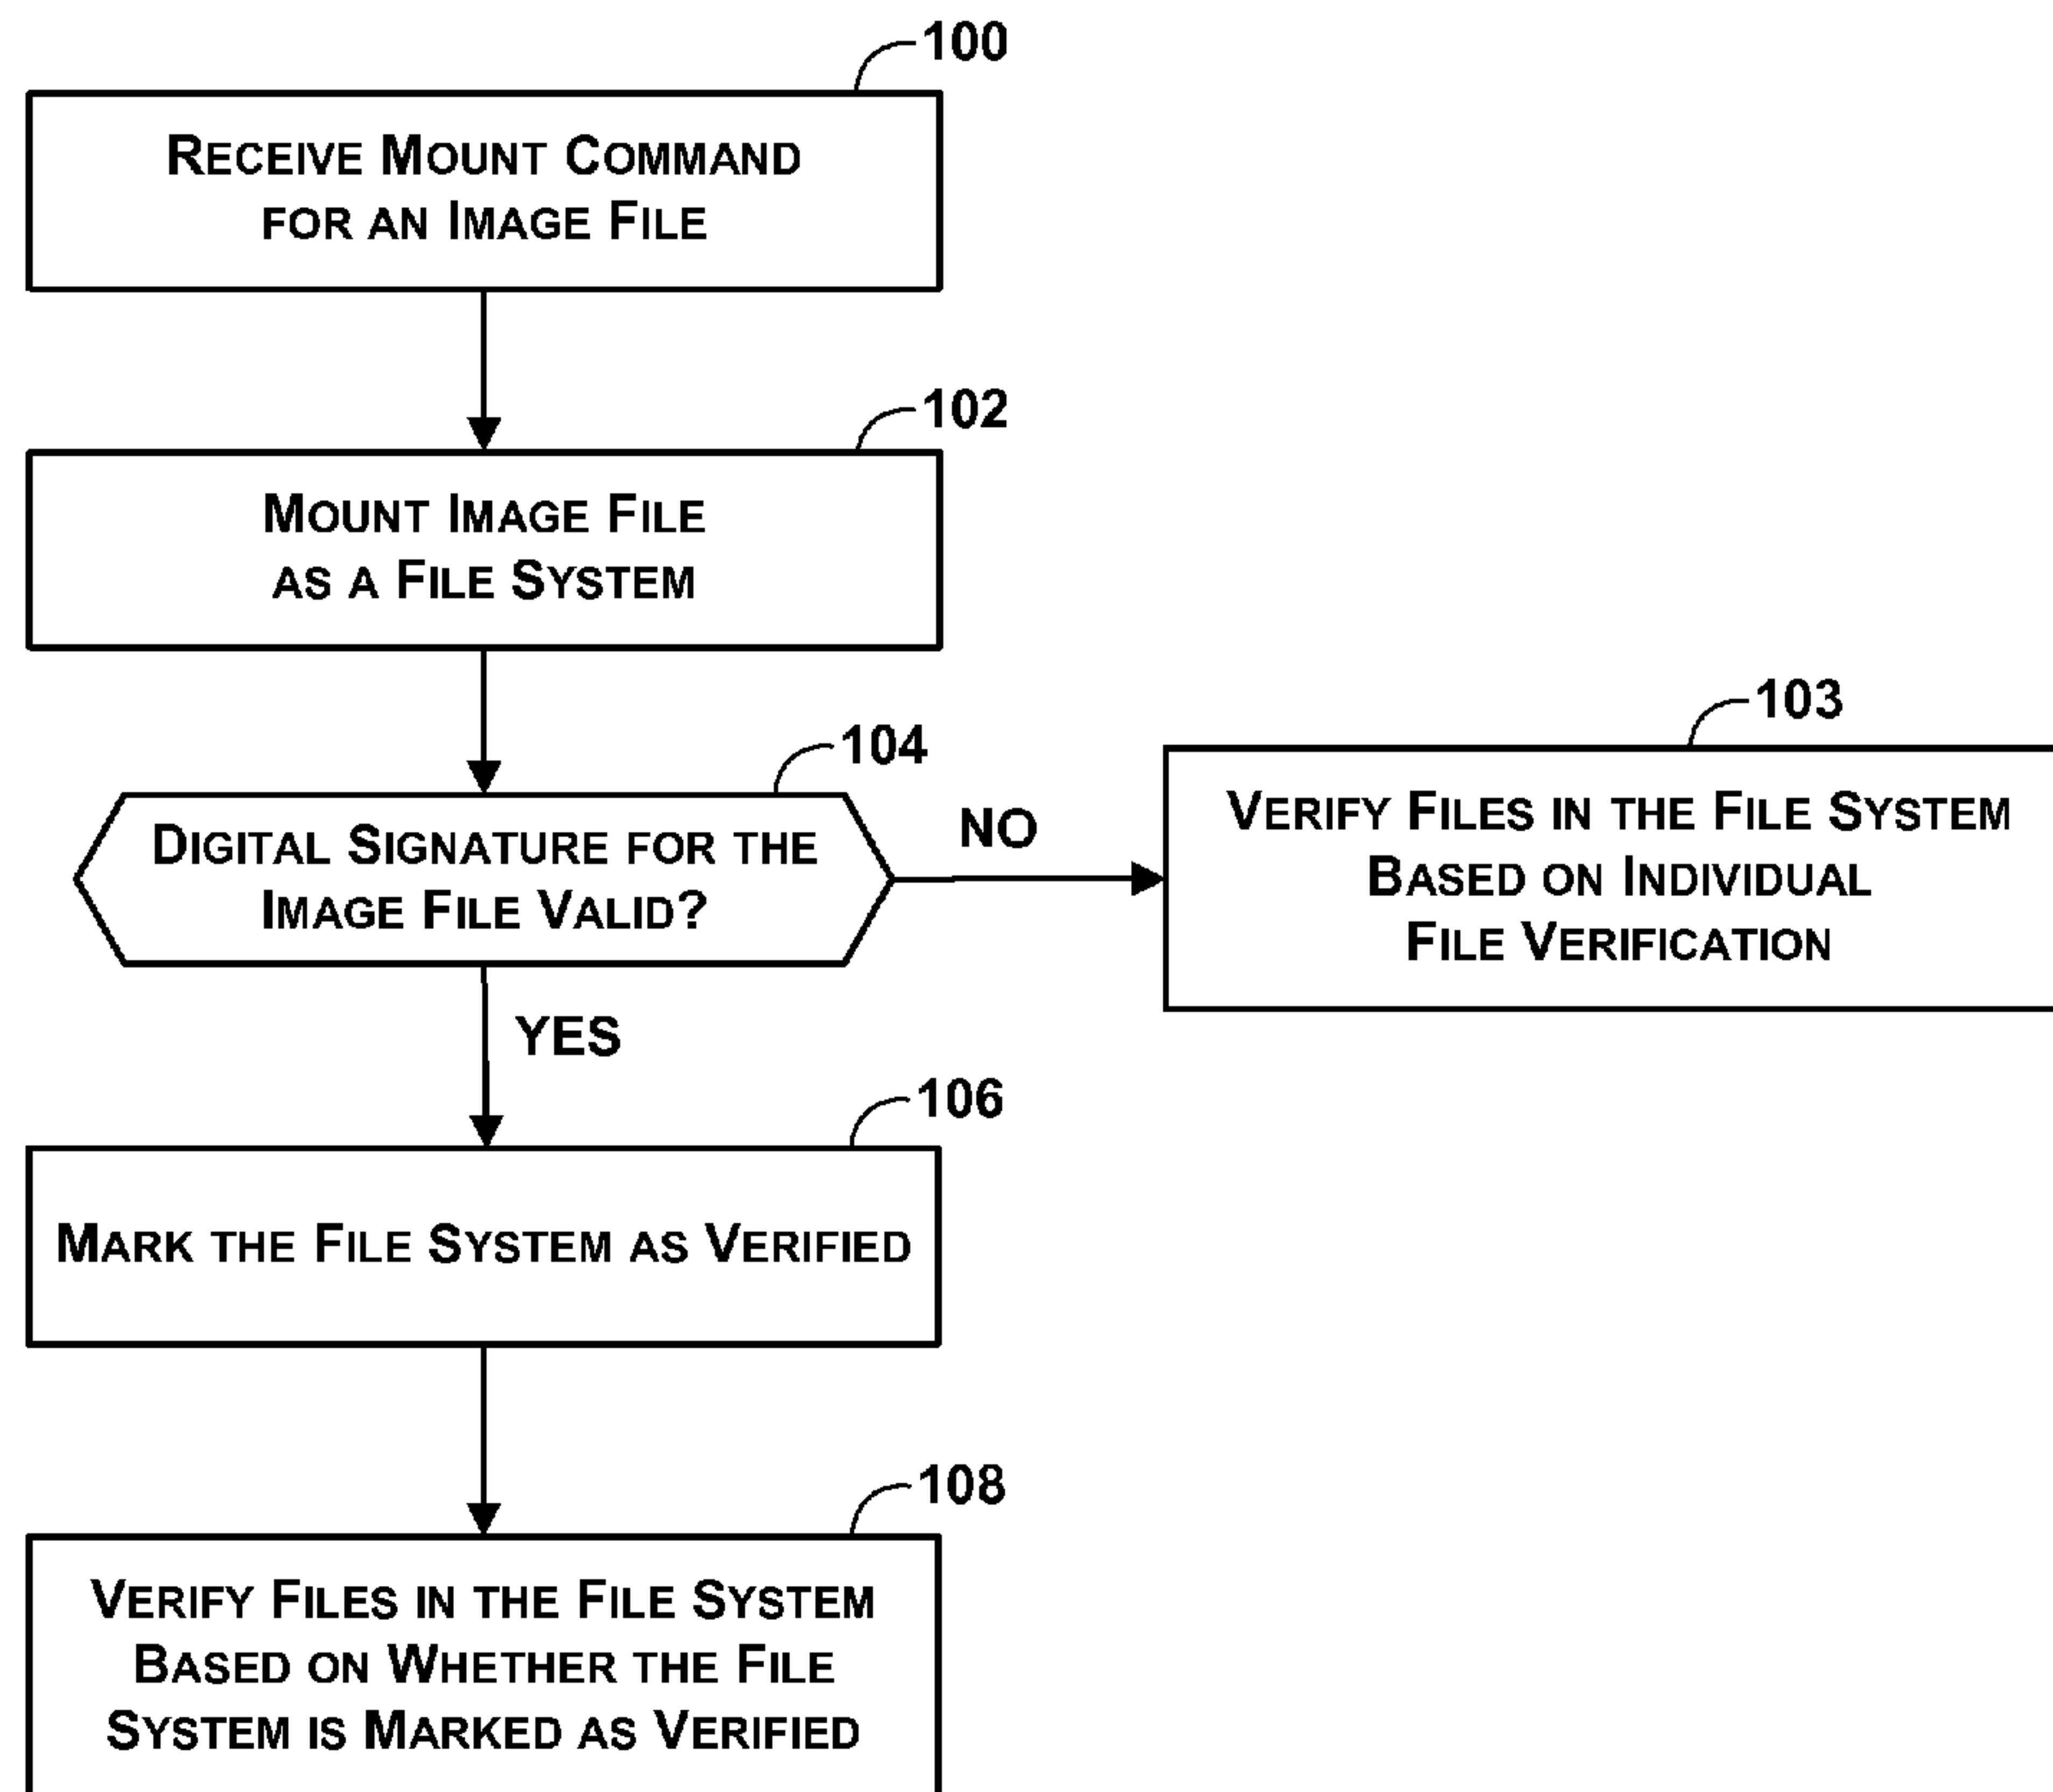 100
RECEIVE MOUNT COMMAND
FOR AN IMAGE FILE
102
MOUNT IMAGE FILE
AS A FILE SYSTEM
104
DIGITAL SIGNATURE FOR THE
IMAGE FILE VALID?
NO
103
VERIFY FILES IN THE FILE SYSTEM
BASED ON INDIVIDUAL
FILE VERIFICATION
YES
106
MARK THE FILE SYSTEM AS VERIFIED
108
VERIFY FILES IN THE FILE SYSTEM
BASED ON WHETHER THE FILE
SYSTEM IS MARKED AS VERIFIED